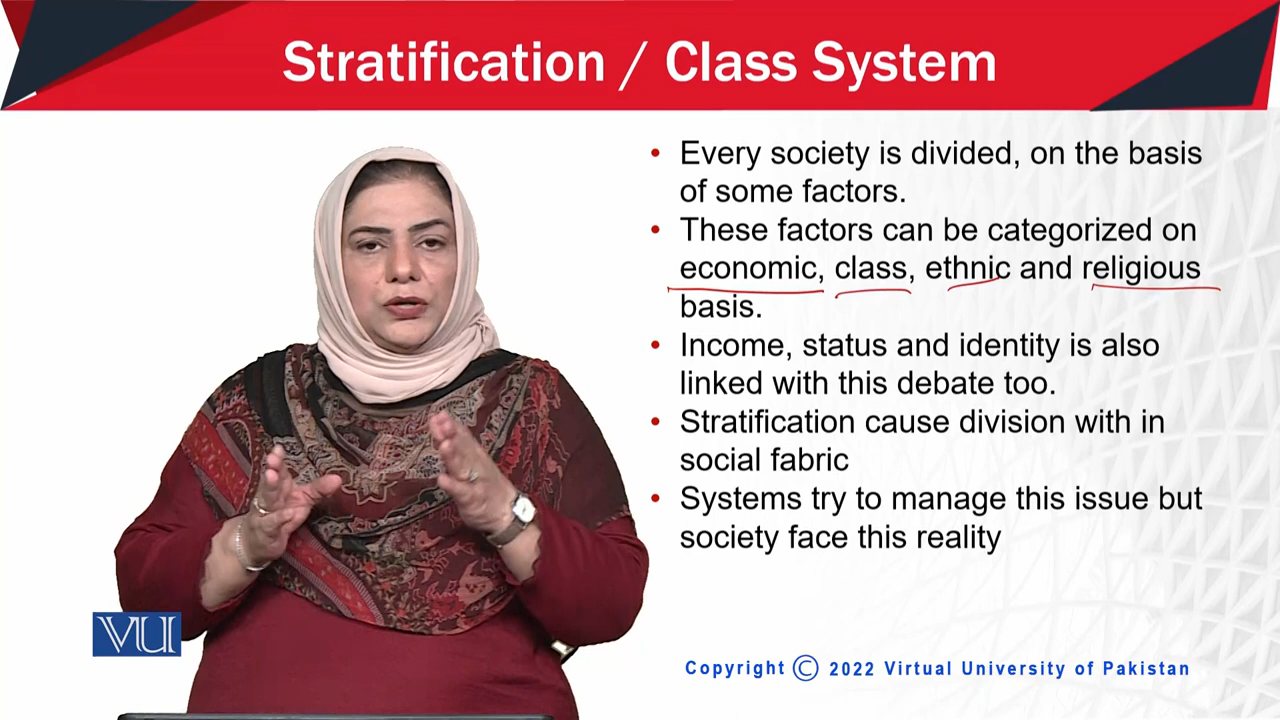 Stratification / Class System
• Every society is divided, on the basis
of some factors.
• These factors can be categorized on
economic, class, ethnic and religious
basis.
• Income, status and identity is also
linked with this debate too.
• Stratification cause division with in
social fabric
• Systems try to manage this issue but
society face this reality
VU
Copyright © 2022 Virtual University of Pakistan